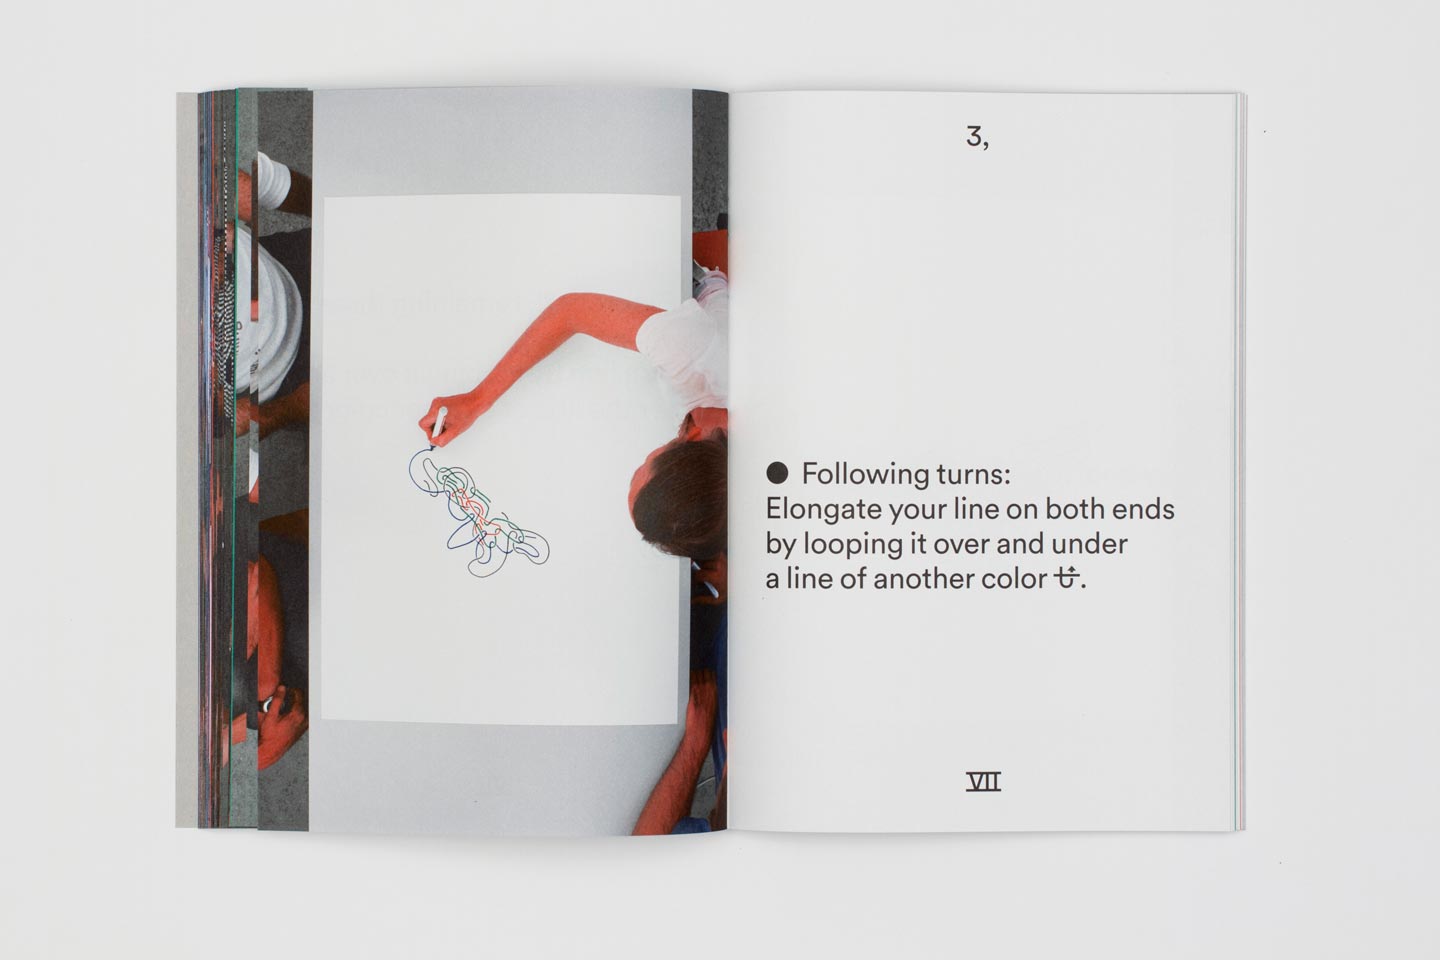 3,
● Following turns:
Elongate your line on both ends
by looping it over and under
a line of another color.
VII